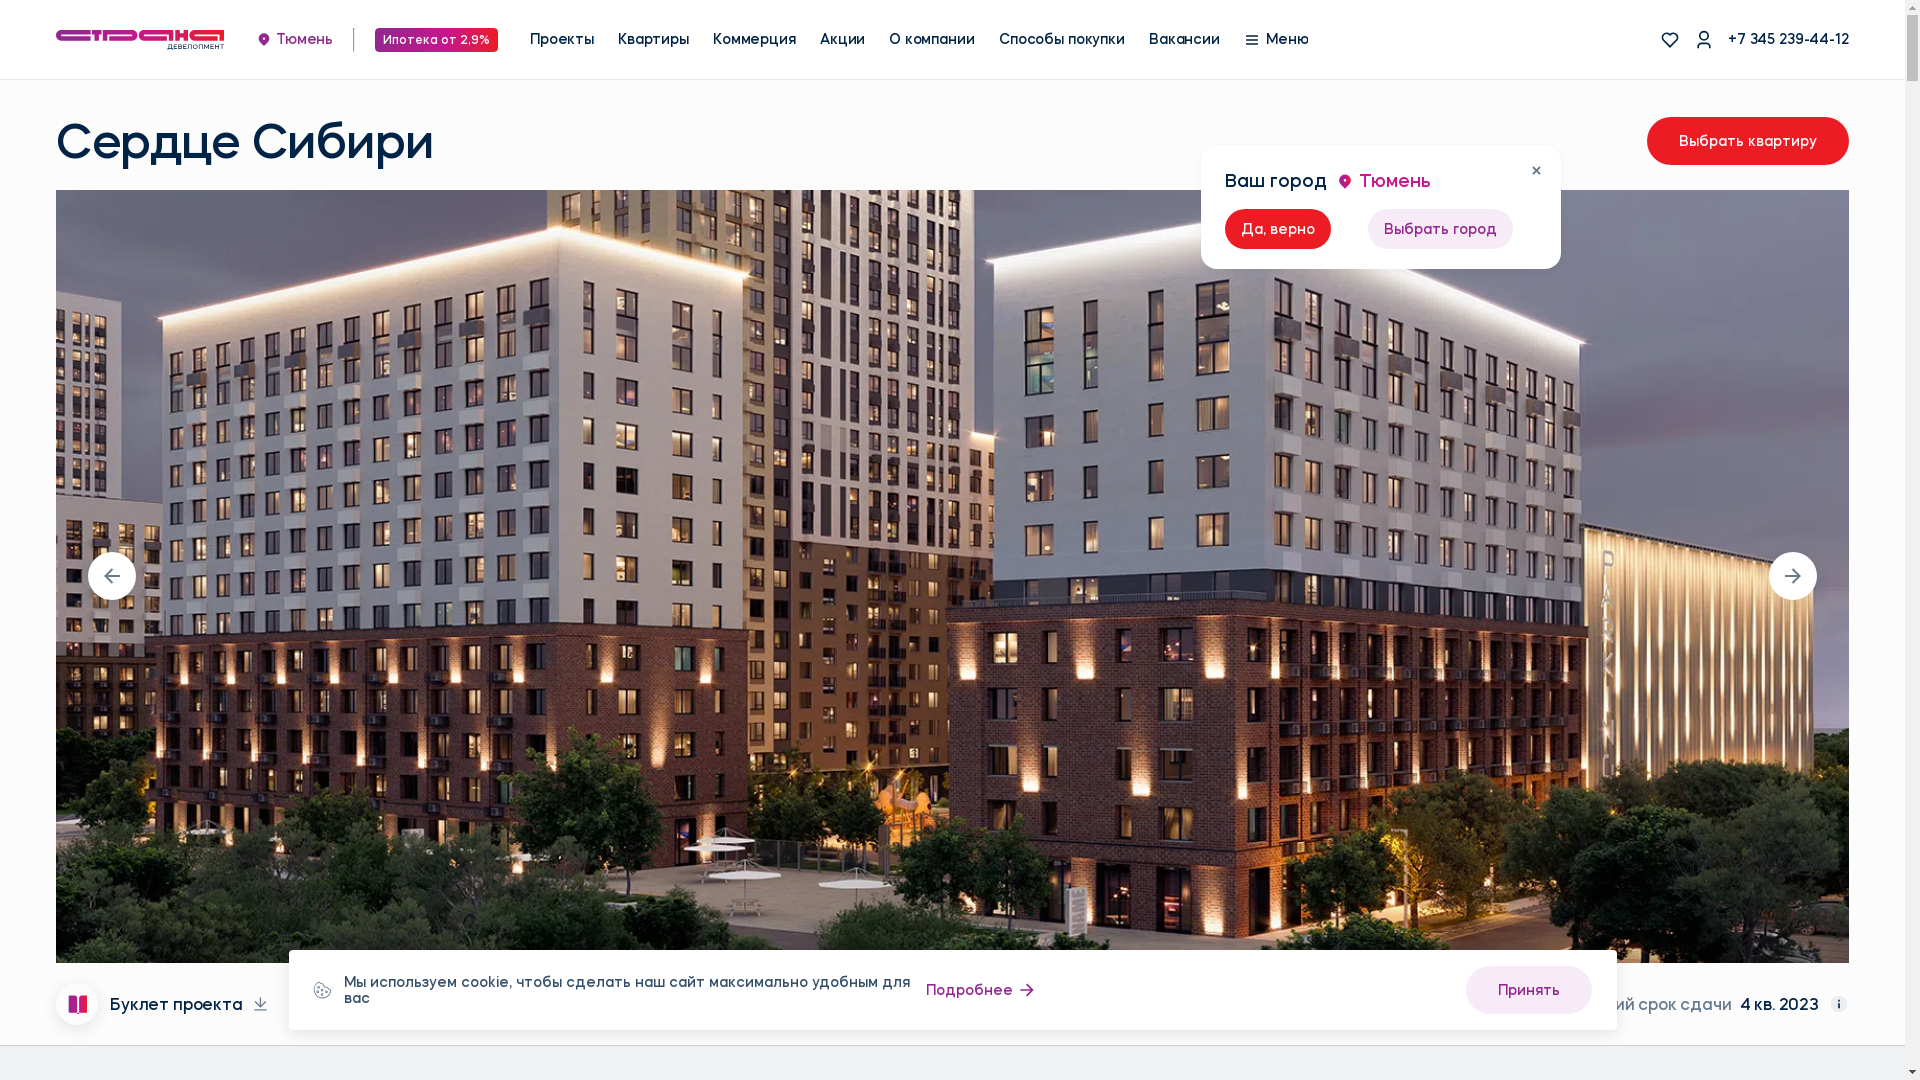 страна
ДЕВЕЛОПМЕНТ
Тюмень
Ипотека от 2,9%
Проекты
Квартиры
Коммерция
Акции
О компании
Способы покупки
Вакансии
Меню
+7 345 239-44-12
Сердце Сибири
Выбрать квартиру
Ваш город
Тюмень
Да, верно
Выбрать город
Мы используем cookie, чтобы сделать наш сайт максимально удобным для
вас
Подробнее
Принять
Буклет проекта
срок сдачи
4 кв. 2023